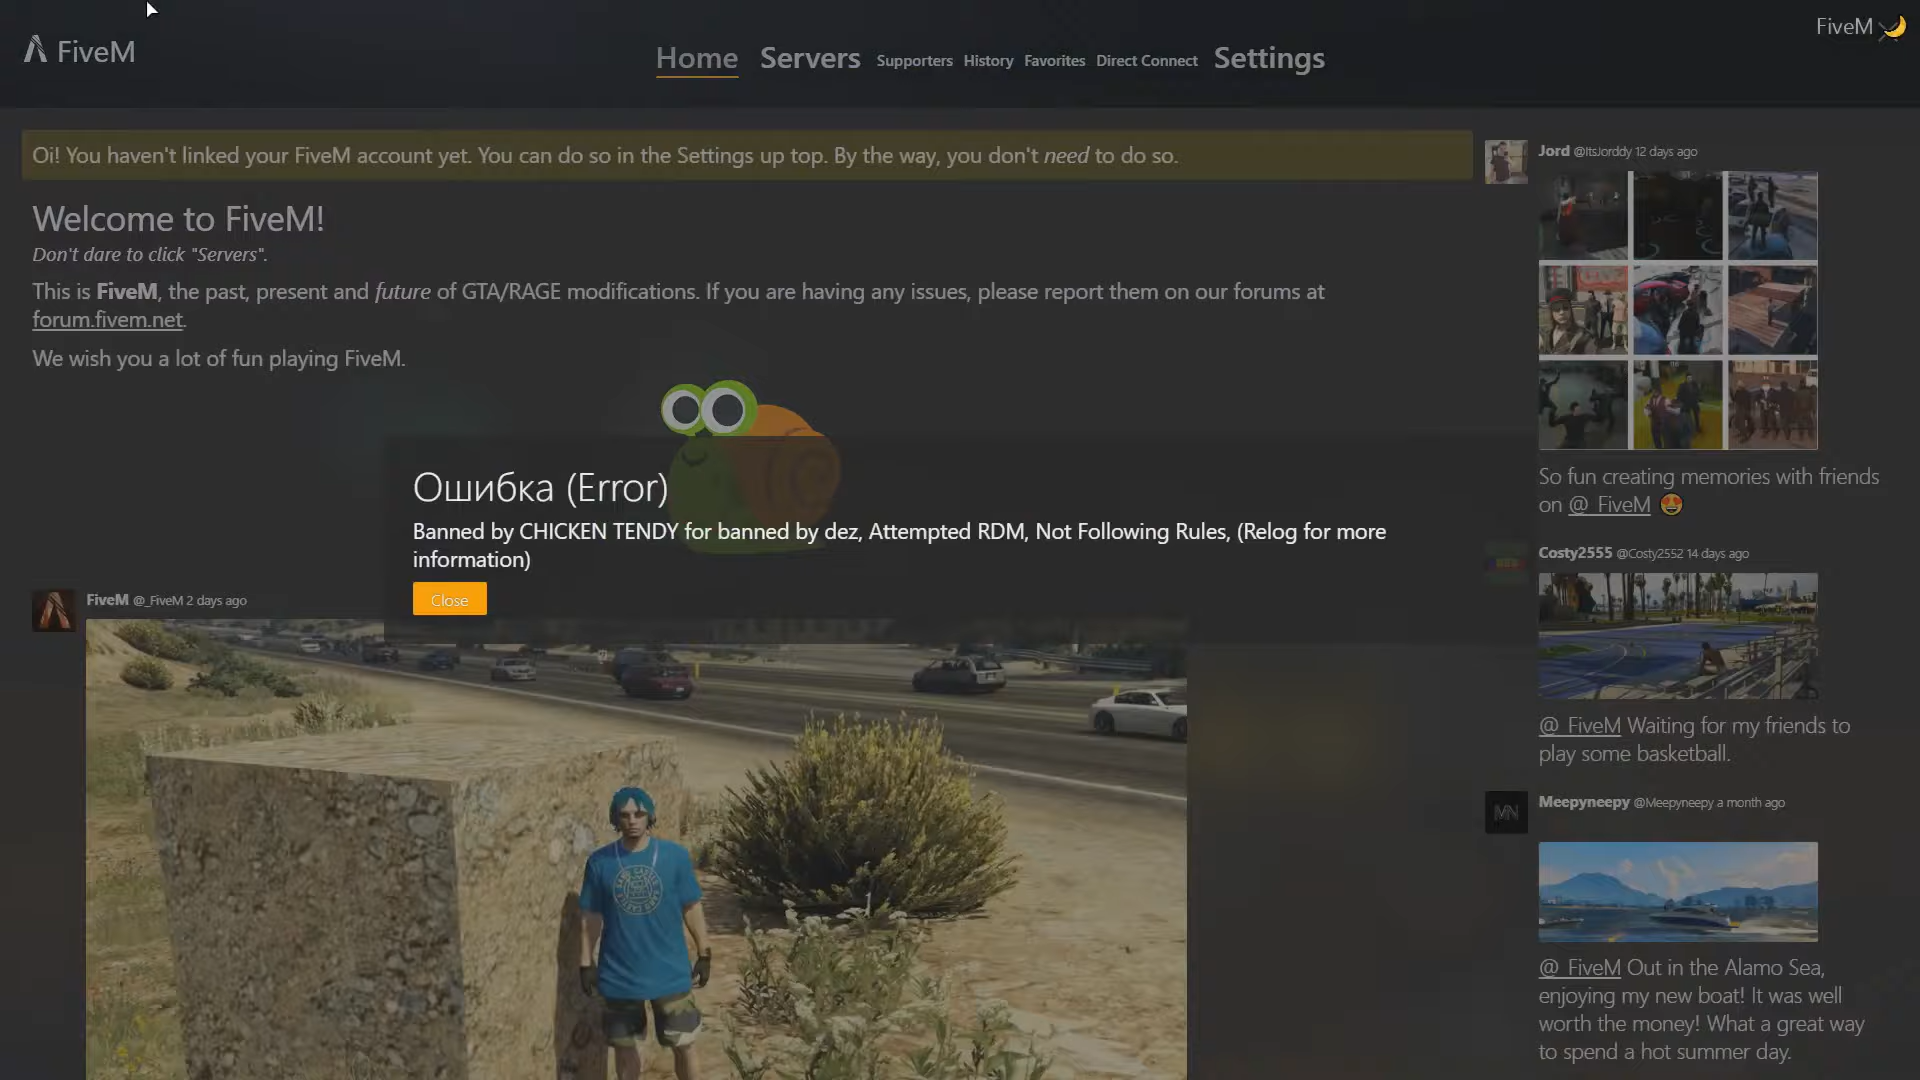 FiveM
Home Servers Supporters History Favorites Direct Connect Settings
FiveM
Oi! You haven't linked your FiveM account yet. You can do so in the Settings up top. By the way, you don't need to do so.
Welcome to FiveM!
Don't dare to click "Servers".
This is FiveM, the past, present and future of GTA/RAGE modifications. If you are having any issues, please report them on our forums at
forum.fivem.net.
We wish you a lot of fun playing FiveM.
Ошибка (Error)
Banned by CHICKEN TENDY for banned by dez, Attempted RDM, Not Following Rules, (Relog for more
information)
Close
FiveM @_FiveM 2 days ago
Jord @ItsJorddy 12 days ago
So fun creating memories with friends
on @_FiveM 😍
Costy2555 @Costy2552 14 days ago
@_FiveM Waiting for my friends to
play some basketball.
MN
Meepyneepy @Meepyneepy a month ago
@_FiveM Out in the Alamo Sea,
enjoying my new boat! It was well
worth the money! What a great way
to spend a hot summer day.